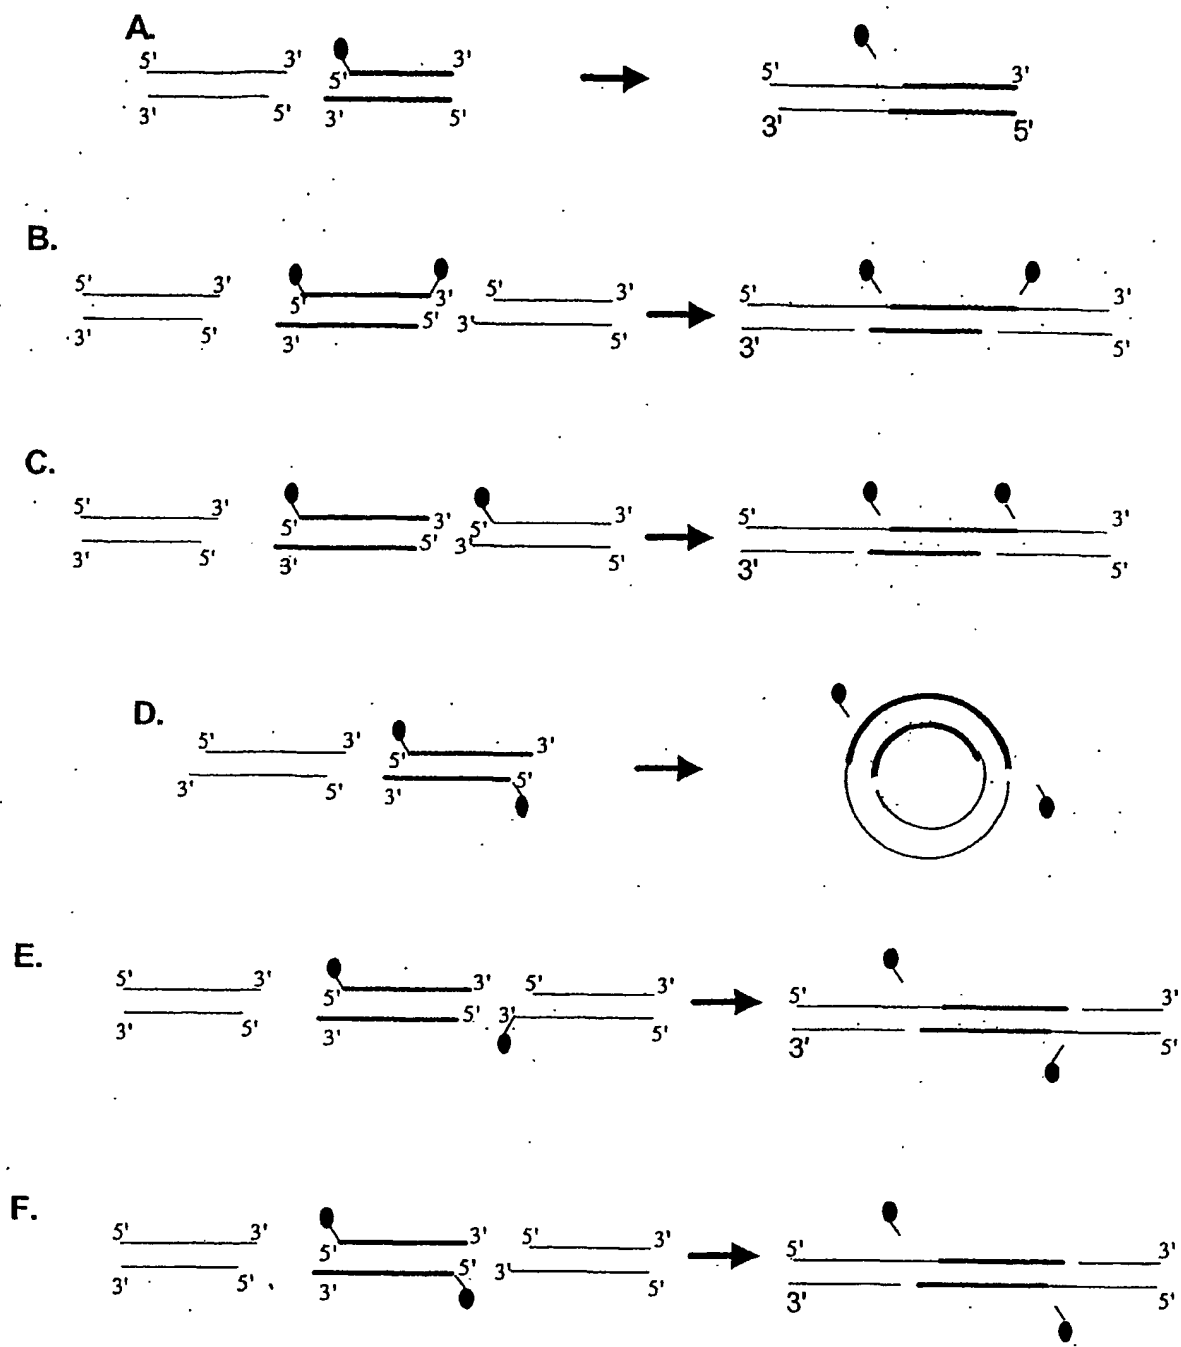 A.
5' 3' 5' 3' 5' 3'
3' 5' 3' 5' 3' 5'
B.
5' 3' 5' 3' 5' 3' 5' 3'
3' 5' 3' 5' 3' 5' 3' 5'
C.
5' 3' 5' 3' 5' 3' 5' 3'
3' 5' 3' 5' 3' 5' 3' 5'
D.
5' 3' 5' 3'
3' 5' 3' 5'
E.
5' 3' 5' 3' 5' 3' 5' 3'
3' 5' 3' 5' 3' 5' 3' 5'
F.
5' 3' 5' 3' 5' 3' 5' 3'
3' 5' 3' 5' 3' 5' 3' 5'